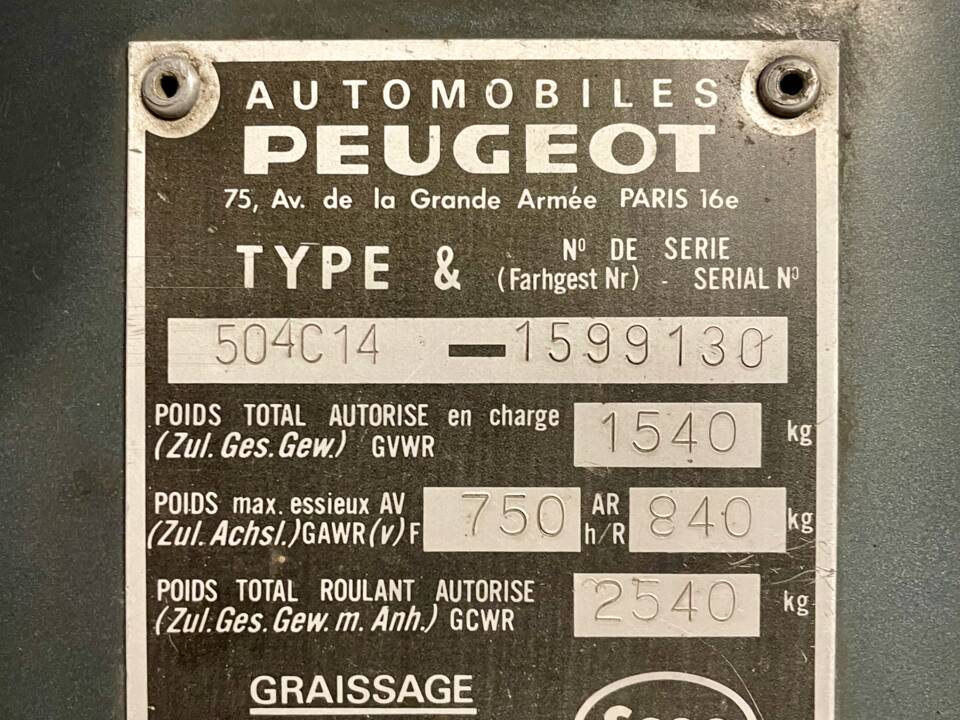 AUTOMOBILES
PEUGEOT
75, Av. de la Grande Armée PARIS 16e
TYPE & Nº DE SERIE
(Farhgest Nr) - SERIAL Nº
504C14 — 1599130
POIDS TOTAL AUTORISE en charge 1540 kg
(Zul. Ges. Gew.) GVWR
POIDS max. essieux AV 750 AR 840 kg
(Zul. Achsl.) GAWR (v) F h/R
POIDS TOTAL ROULANT AUTORISE 2540 kg
(Zul. Ges. Gew. m. Anh.) GCWR
GRAISSAGE